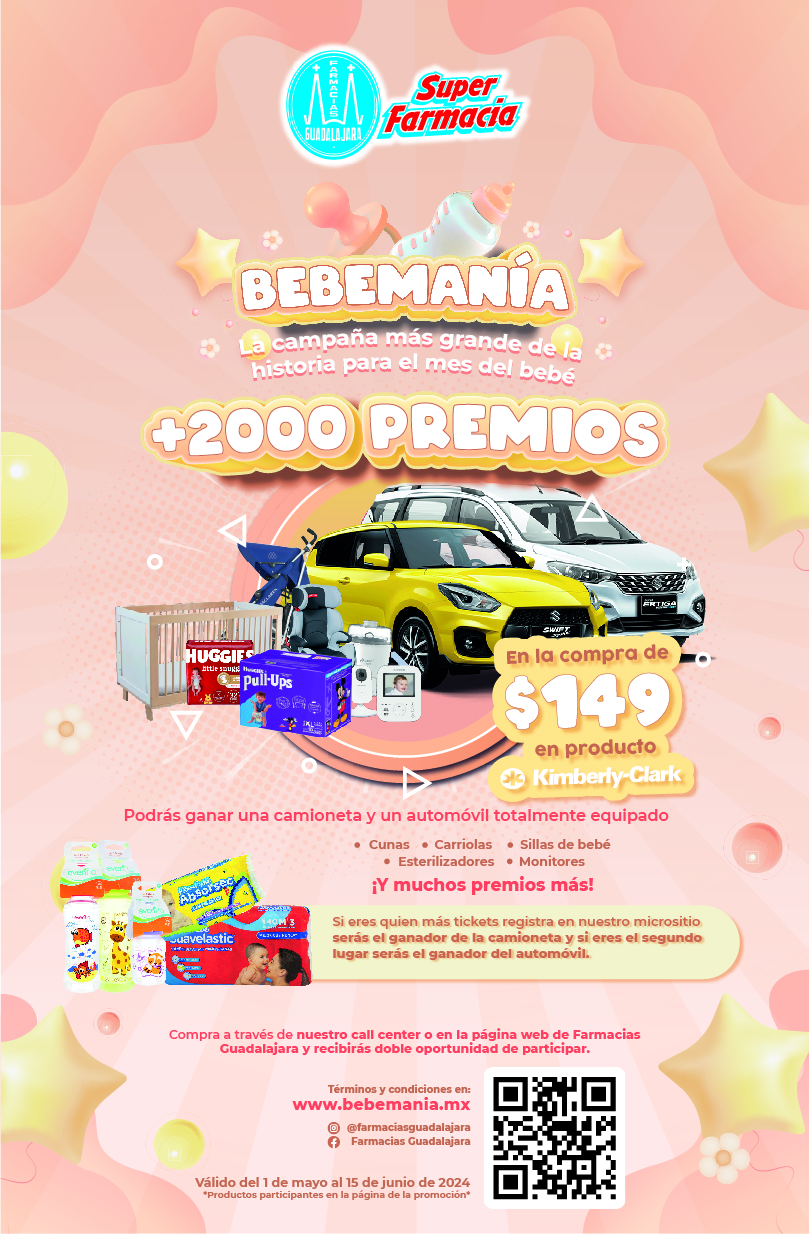 FARMACIAS
GUADALAJARA
Super
Farmacia
BEBEMANÍA
La campaña más grande de la
historia para el mes del bebé
+2000 PREMIOS
ERTIGA
SWIFT
HUGGIES
little snugg
HUGGIES
Pull-Ups
En la compra de
$149
en producto
Kimberly-Clark
Podrás ganar una camioneta y un automóvil totalmente equipado
• Cunas • Carriolas • Sillas de bebé
• Esterilizadores • Monitores
¡Y muchos premios más!
evenflo
evenflo
Absorsec
suavelastic
Si eres quien más tickets registra en nuestro micrositio
serás el ganador de la camioneta y si eres el segundo
lugar serás el ganador del automóvil.
Compra a través de nuestro call center o en la página web de Farmacias
Guadalajara y recibirás doble oportunidad de participar.
Términos y condiciones en:
www.bebemania.mx
@farmaciasguadalajara
Farmacias Guadalajara
Válido del 1 de mayo al 15 de junio de 2024
*Productos participantes en la página de la promoción*